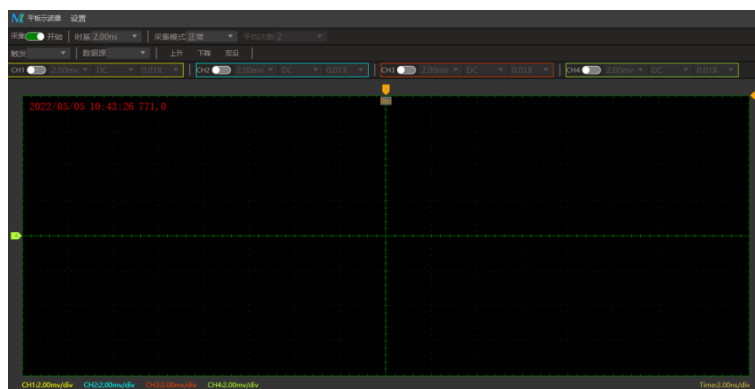 平板示波器 设置
采集 开始 时基 2.00ns 采集模式 正常 平均次数 2
触发 数据源 上升 下降 双沿
CH1 2.00mv DC 0.01X CH2 2.00mv DC 0.01X CH3 2.00mv DC 0.01X CH4 2.00mv DC 0.01X
2022/05/06 10:43:26 771.0
CH1:2.00mv/div CH2:2.00mv/div CH3:2.00mv/div CH4:2.00mv/div Time:2.00ns/div